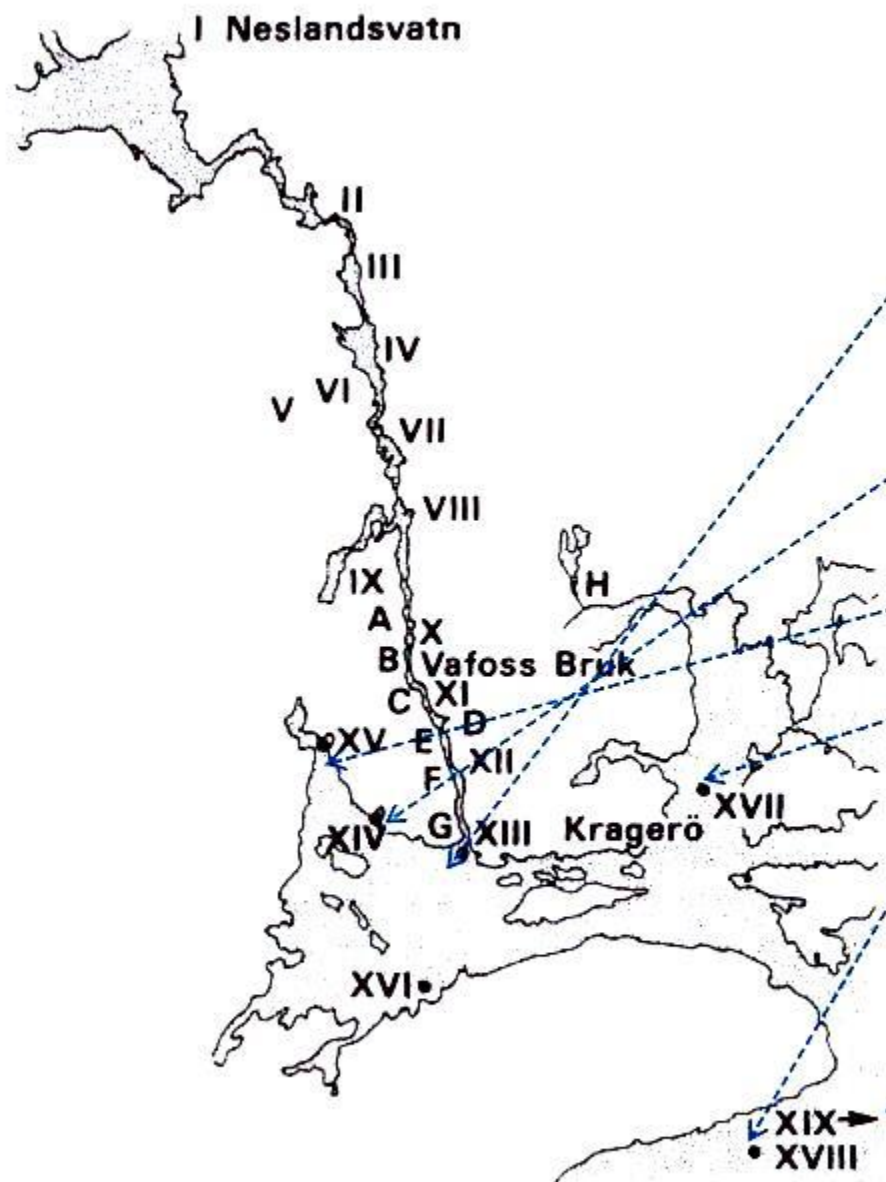 I Neslandsvatn
II
III
IV
VI
V
VII
VIII
IX
H
A
X
B
Vafoss Bruk
C
XI
D
XV
E
XII
F
XVII
G
XIII
Kragerö
XIV
XVI
XIX
XVIII